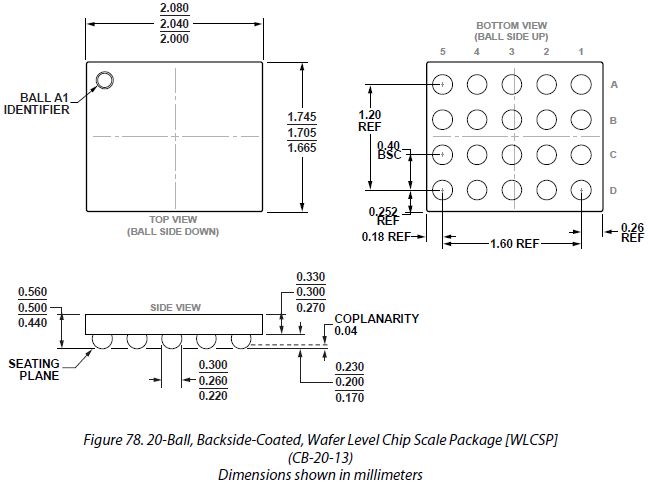 2.080
2.040
2.000
BALL A1
IDENTIFIER
1.745
1.705
1.665
TOP VIEW
(BALL SIDE DOWN)
BOTTOM VIEW
(BALL SIDE UP)
5 4 3 2 1
A
B
C
D
1.20
REF
0.40
BSC
0.252
REF
0.18 REF
1.60 REF
0.26
REF
0.560
0.500
0.440
SIDE VIEW
0.330
0.300
0.270
COPLANARITY
0.04
SEATING
PLANE
0.300
0.260
0.220
0.230
0.200
0.170
Figure 78. 20-Ball, Backside-Coated, Wafer Level Chip Scale Package [WLCSP]
(CB-20-13)
Dimensions shown in millimeters